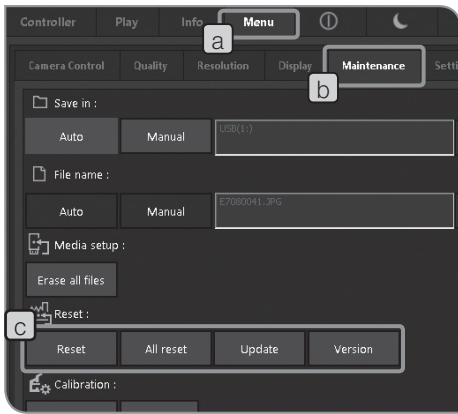 Controller Play Info Menu
a
Camera Control Quality Resolution Display Maintenance Setti
b
Save in :
Auto Manual USB(1:)
File name :
Auto Manual E7080041.JPG
Media setup :
Erase all files
Reset :
c
Reset All reset Update Version
Calibration :